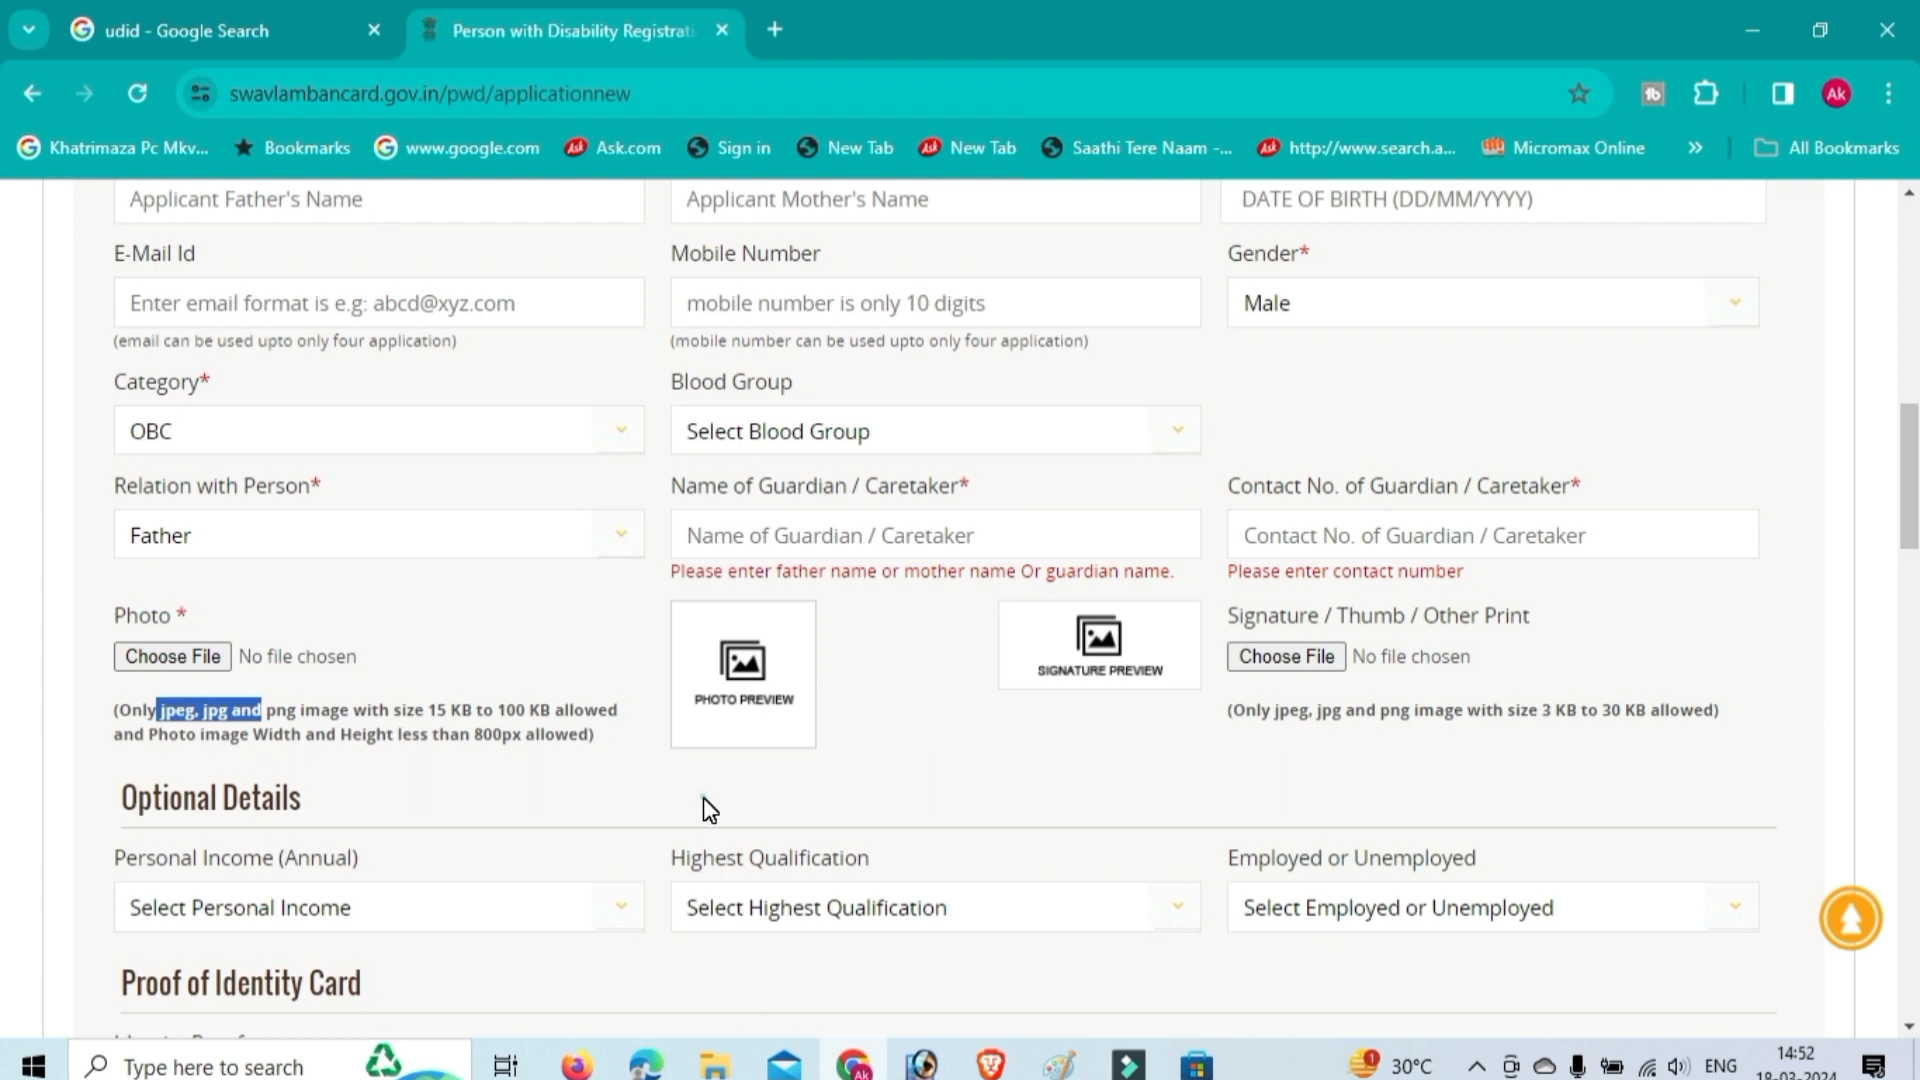 udid - Google Search
Person with Disability Registrati
swavlambancard.gov.in/pwd/applicationnew
Ak
Khatrimaza Pc Mkv...
Bookmarks
www.google.com
Ask.com
Sign in
New Tab
New Tab
Saathi Tere Naam -...
http://www.search.a...
Micromax Online
All Bookmarks
Applicant Father's Name
Applicant Mother's Name
DATE OF BIRTH (DD/MM/YYYY)
E-Mail Id
Mobile Number
Gender*
Enter email format is e.g: abcd@xyz.com
mobile number is only 10 digits
Male
(email can be used upto only four application)
(mobile number can be used upto only four application)
Category*
Blood Group
OBC
Select Blood Group
Relation with Person*
Name of Guardian / Caretaker*
Contact No. of Guardian / Caretaker*
Father
Name of Guardian / Caretaker
Contact No. of Guardian / Caretaker
Please enter father name or mother name Or guardian name.
Please enter contact number
Photo *
Signature / Thumb / Other Print
Choose File No file chosen
PHOTO PREVIEW
SIGNATURE PREVIEW
Choose File No file chosen
(Only jpeg, jpg and png image with size 15 KB to 100 KB allowed
and Photo image Width and Height less than 800px allowed)
(Only jpeg, jpg and png image with size 3 KB to 30 KB allowed)
Optional Details
Personal Income (Annual)
Highest Qualification
Employed or Unemployed
Select Personal Income
Select Highest Qualification
Select Employed or Unemployed
Proof of Identity Card
Type here to search
Ak
1
30°C
ENG
14:52
18-03-2024